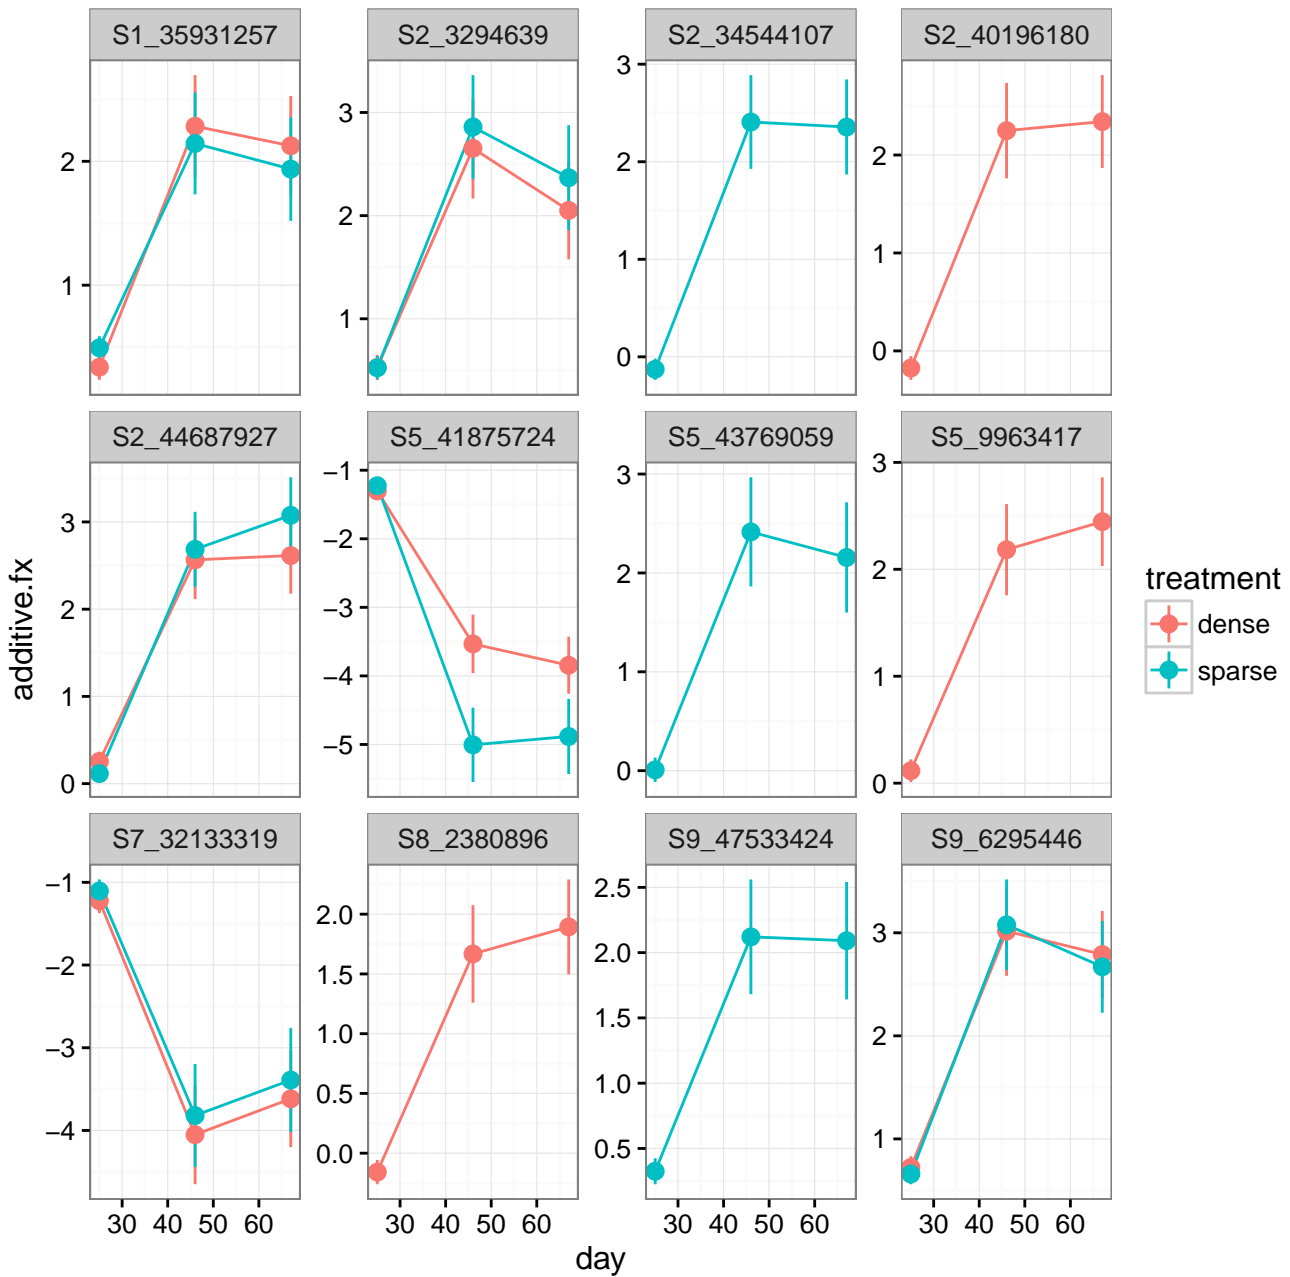 S1_35931257 S2_3294639 S2_34544107 S2_40196180
2 1
3 2 1
3 2 1 0
2 1 0
S2_44687927 S5_41875724 S5_43769059 S5_9963417
3 2 1 0
−1 −2 −3 −4 −5
3 2 1 0
3 2 1 0
S7_32133319 S8_2380896 S9_47533424 S9_6295446
−1 −2 −3 −4
2.0 1.5 1.0 0.5 0.0
2.5 2.0 1.5 1.0 0.5
3 2 1
30 40 50 60 30 40 50 60 30 40 50 60 30 40 50 60
day
additive.fx
treatment
dense
sparse